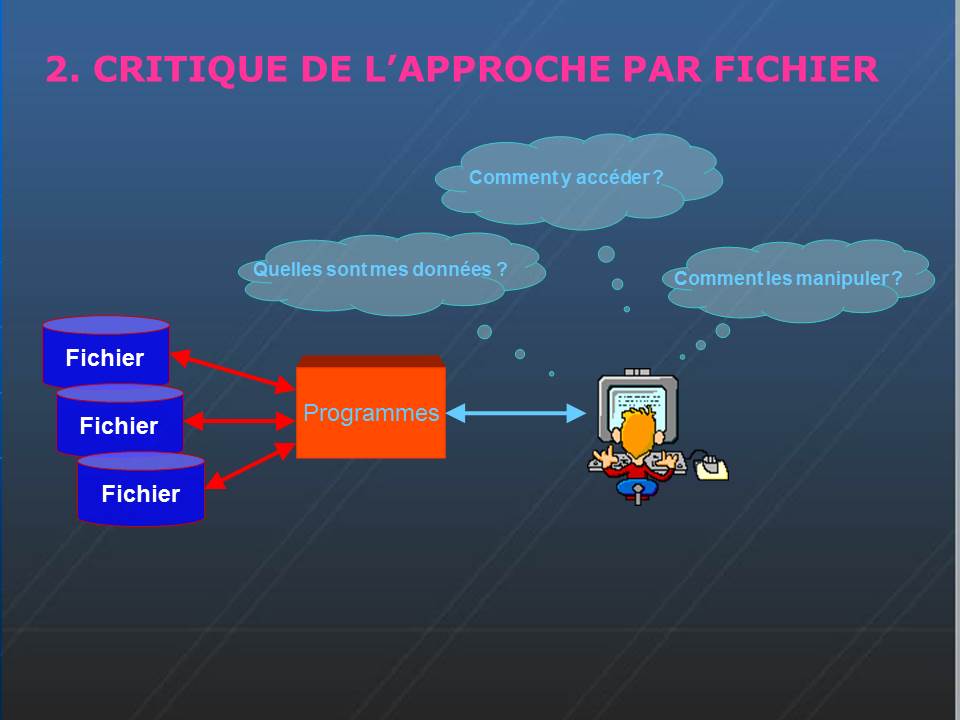 2. CRITIQUE DE L’APPROCHE PAR FICHIER
Comment y accéder ?
Quelles sont mes données ?
Comment les manipuler ?
Fichier
Fichier
Fichier
Programmes